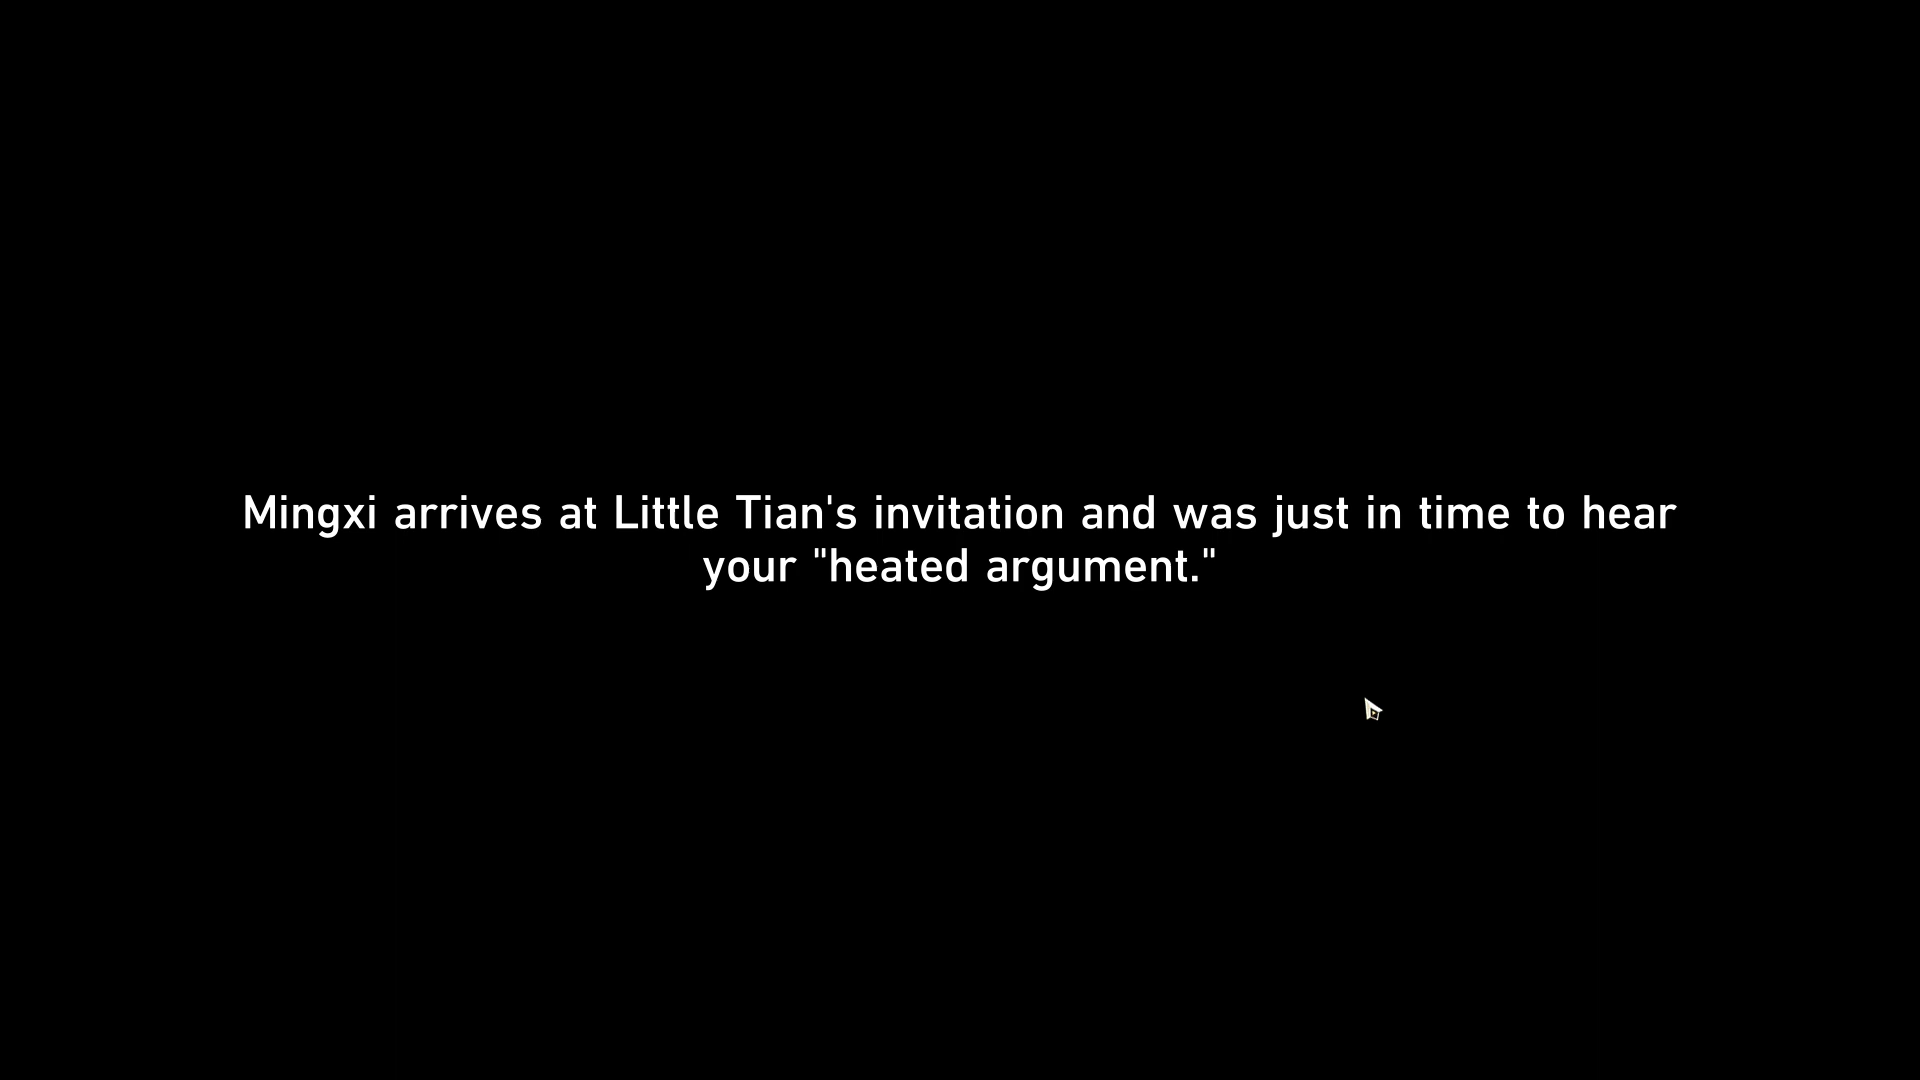 Mingxi arrives at Little Tian's invitation and was just in time to hear
your "heated argument."